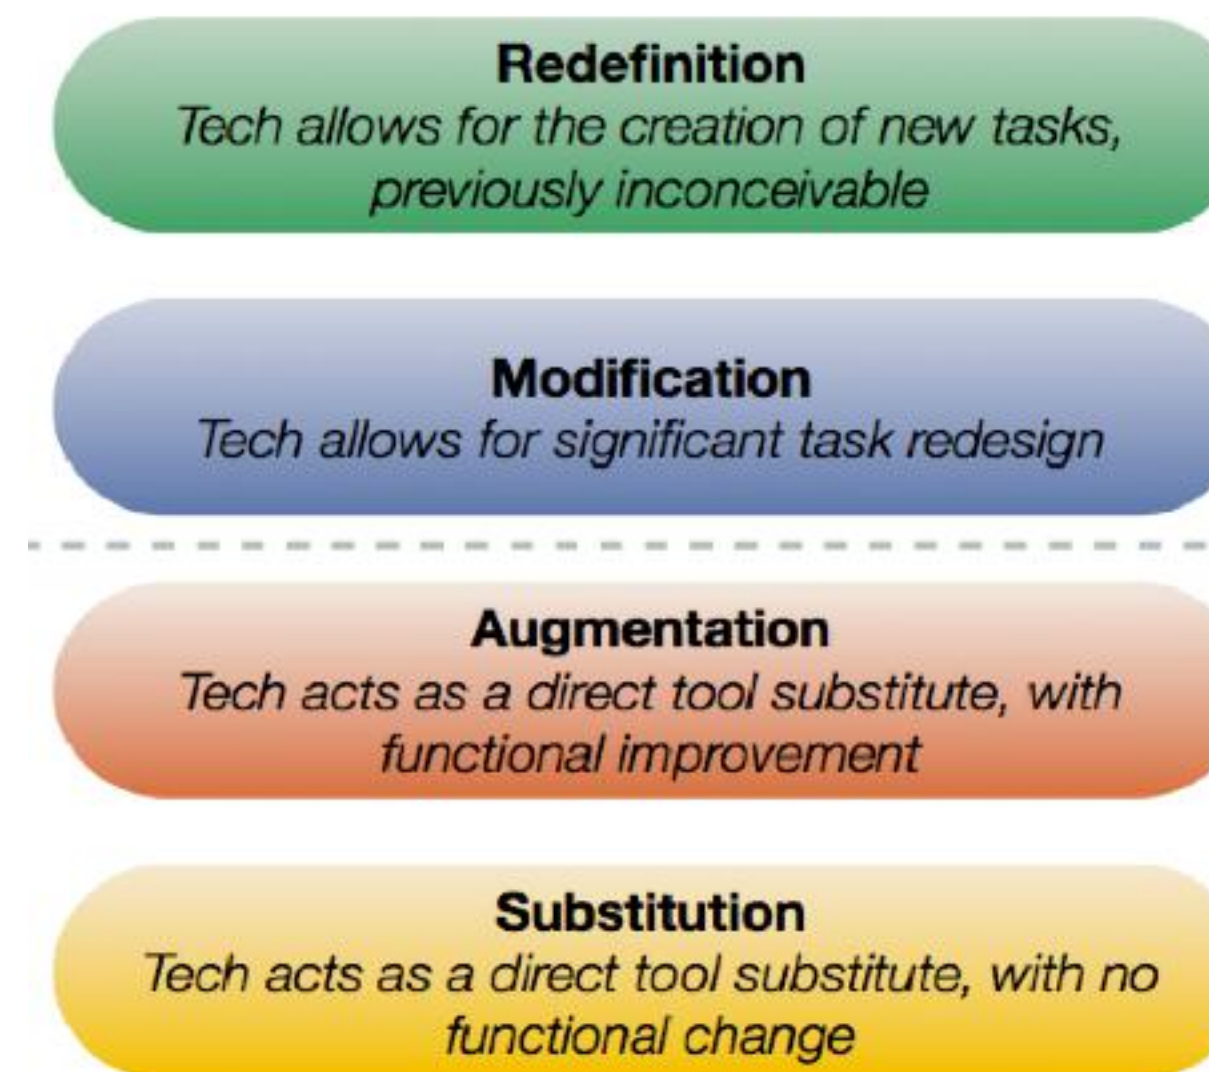 Redefinition
Tech allows for the creation of new tasks,
previously inconceivable
Modification
Tech allows for significant task redesign
Augmentation
Tech acts as a direct tool substitute, with
functional improvement
Substitution
Tech acts as a direct tool substitute, with no
functional change